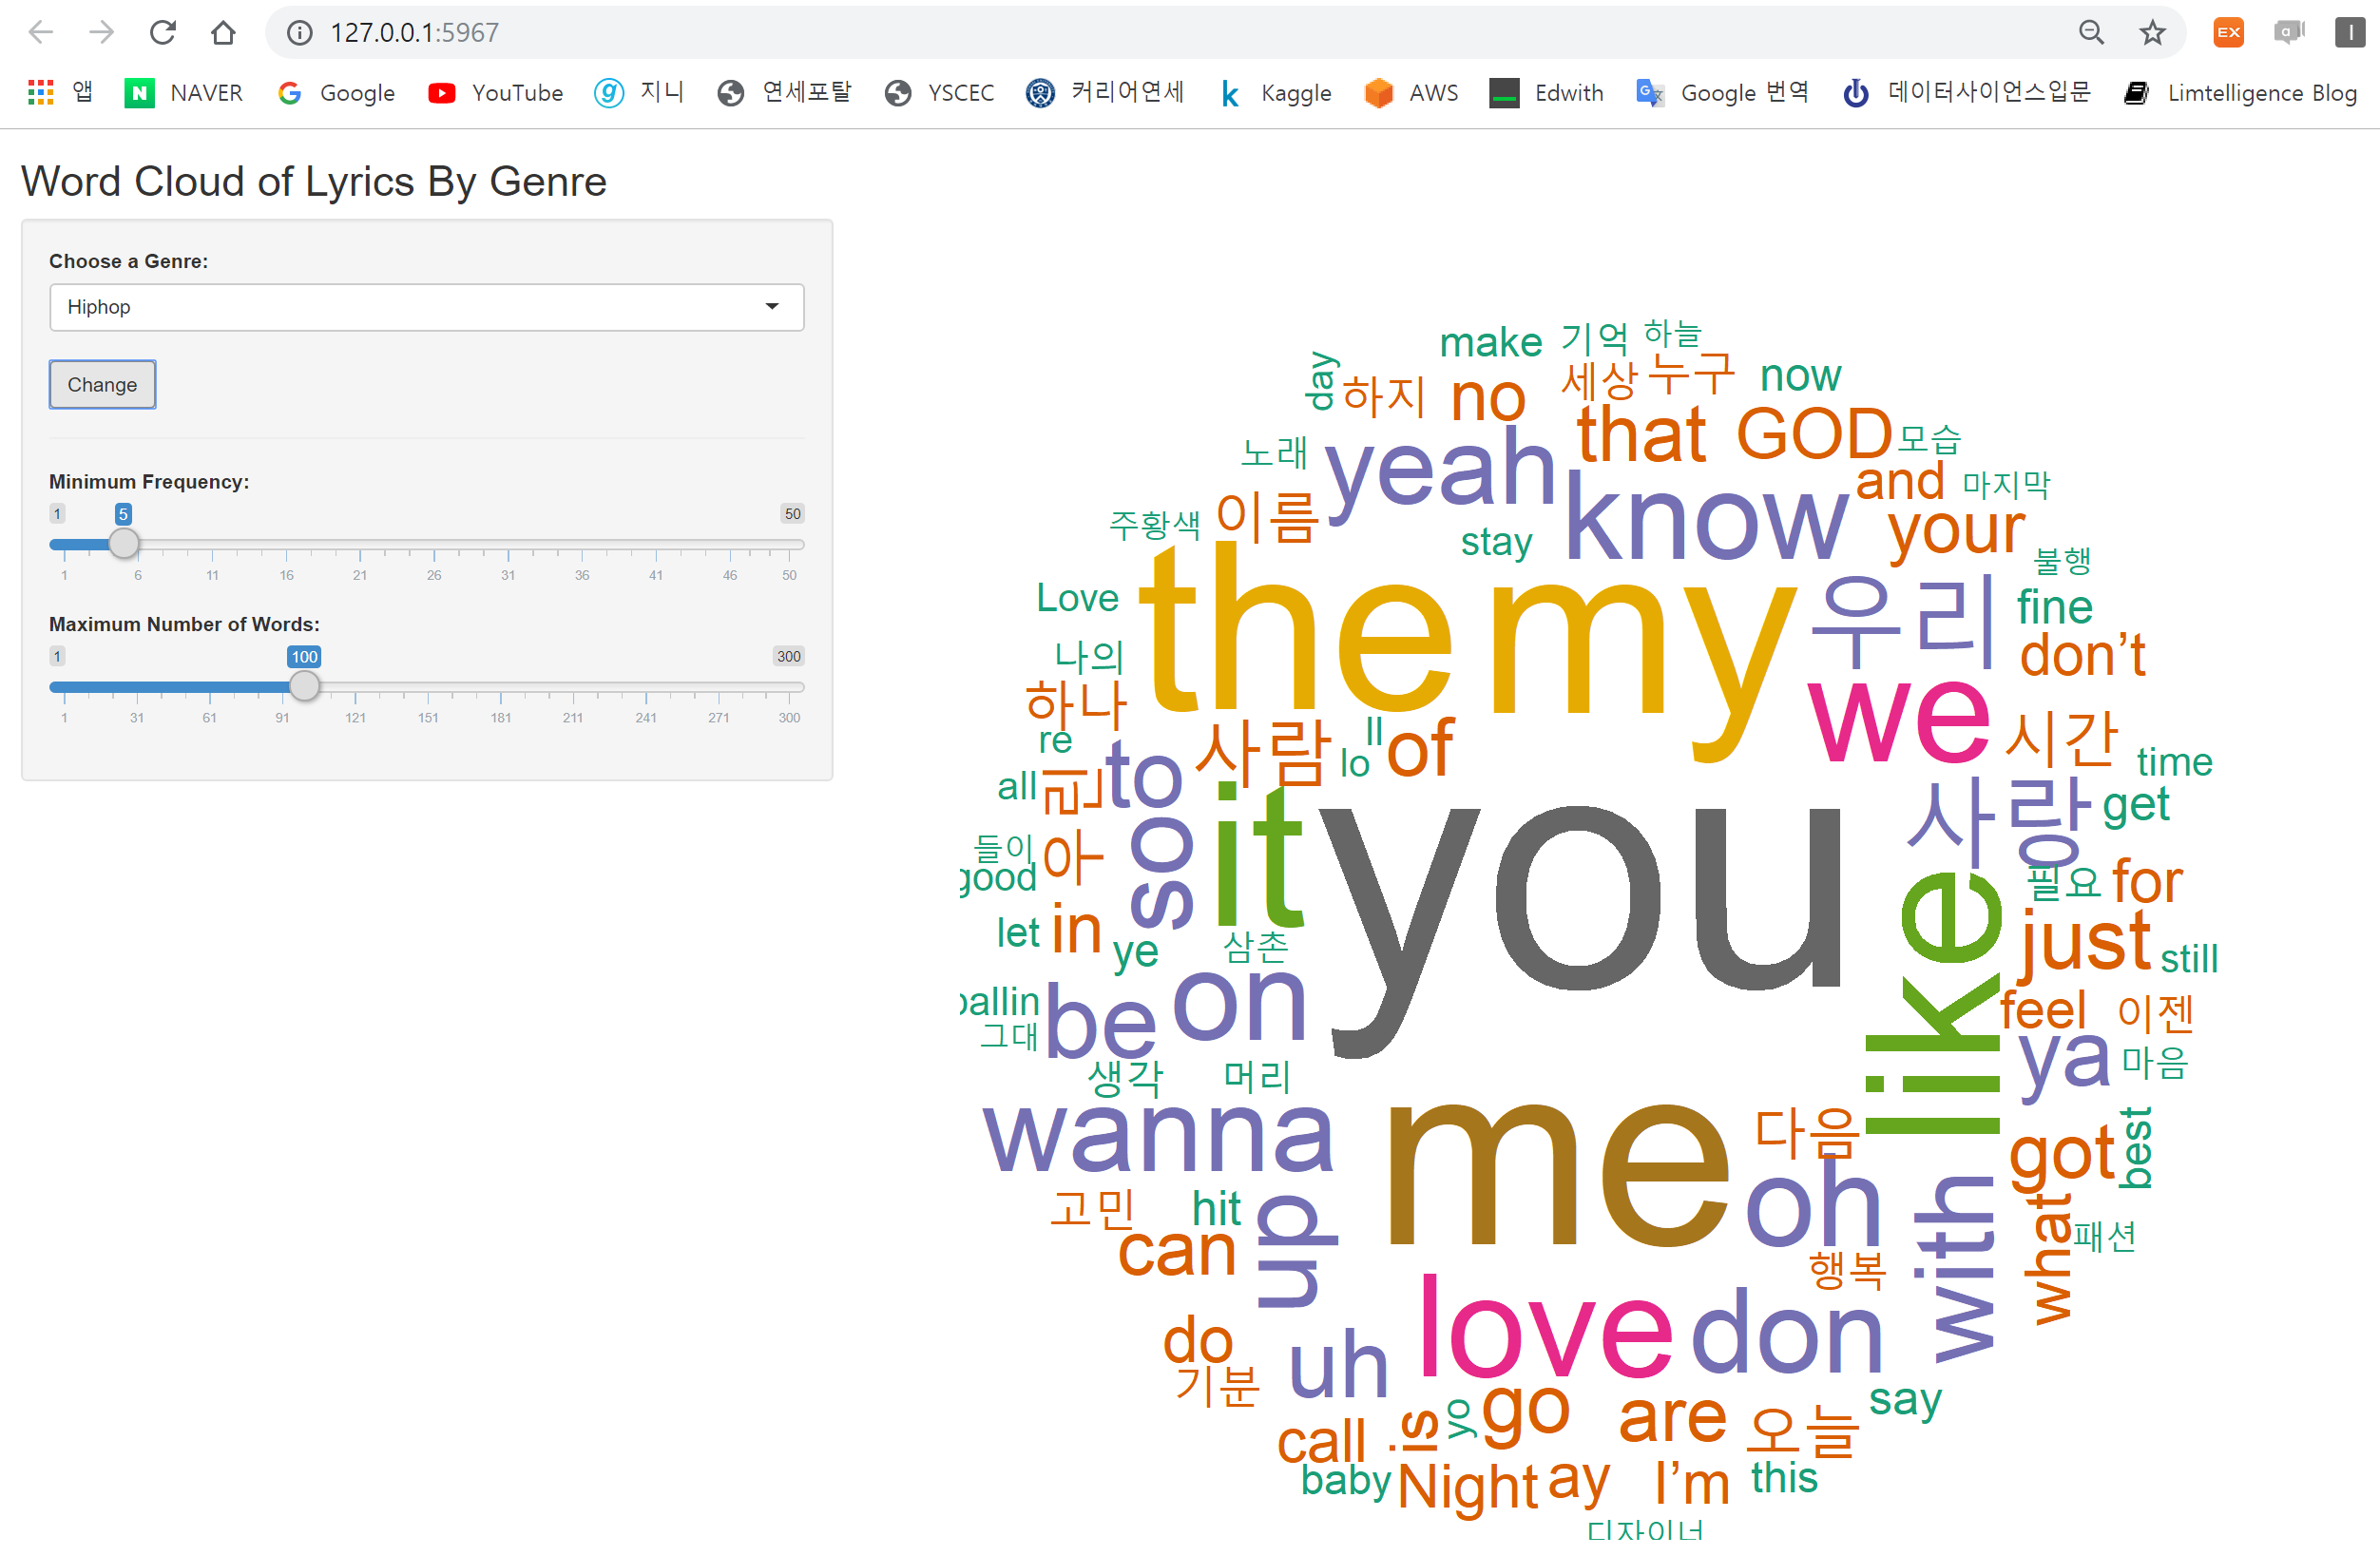 127.0.0.1:5967
EX
a
앱 NAVER Google YouTube 지니 연세포탈 YSCEC 커리어연세 Kaggle AWS Edwith Google 번역 데이터사이언스입문 Limtelligence Blog
Word Cloud of Lyrics By Genre
Choose a Genre:
Hiphop
Change
Minimum Frequency:
1 5 50
1 6 11 16 21 26 31 36 41 46 50
Maximum Number of Words:
1 100 300
1 31 61 91 121 151 181 211 241 271 300
make 기억 하늘
day 하지 no 세상 누구 now
노래 yeah that GOD 모습
주황색 이름 stay know and 마지막
your
불행
Love the my 우리 fine
나의 don’t
하나 we 시간
re to 사람 ll lo of time
all 린 it you 사랑 get
들이 아 so like 필요 for
good
let in ye 삼촌 just still
ballin be on feel 이젠
그대 ya 마음
생각 머리
wanna me 다음 got best
고민 hit up oh with what 패션
can 행복
do love don
기분 uh
go are 오늘 say
call is yo
baby Night ay I’m this
디자이너